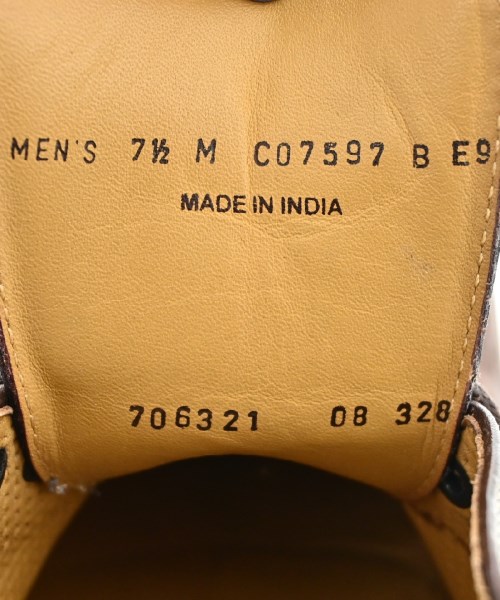 MEN'S 7½ M C07597 B E9
MADE IN INDIA
706321 08 328